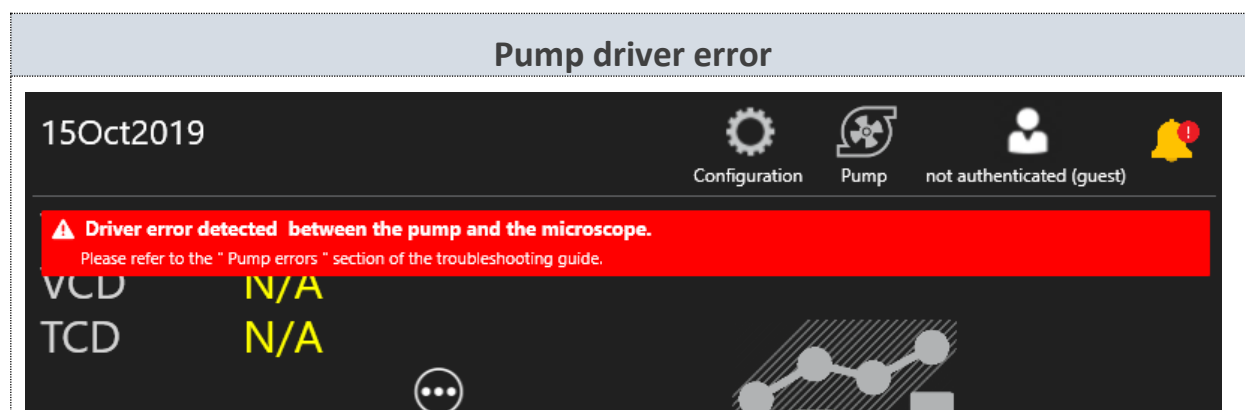 Pump driver error
15Oct2019
Configuration
Pump
not authenticated (guest)
Driver error detected  between the pump and the microscope.
Please refer to the " Pump errors " section of the troubleshooting guide.
VCD N/A
TCD N/A